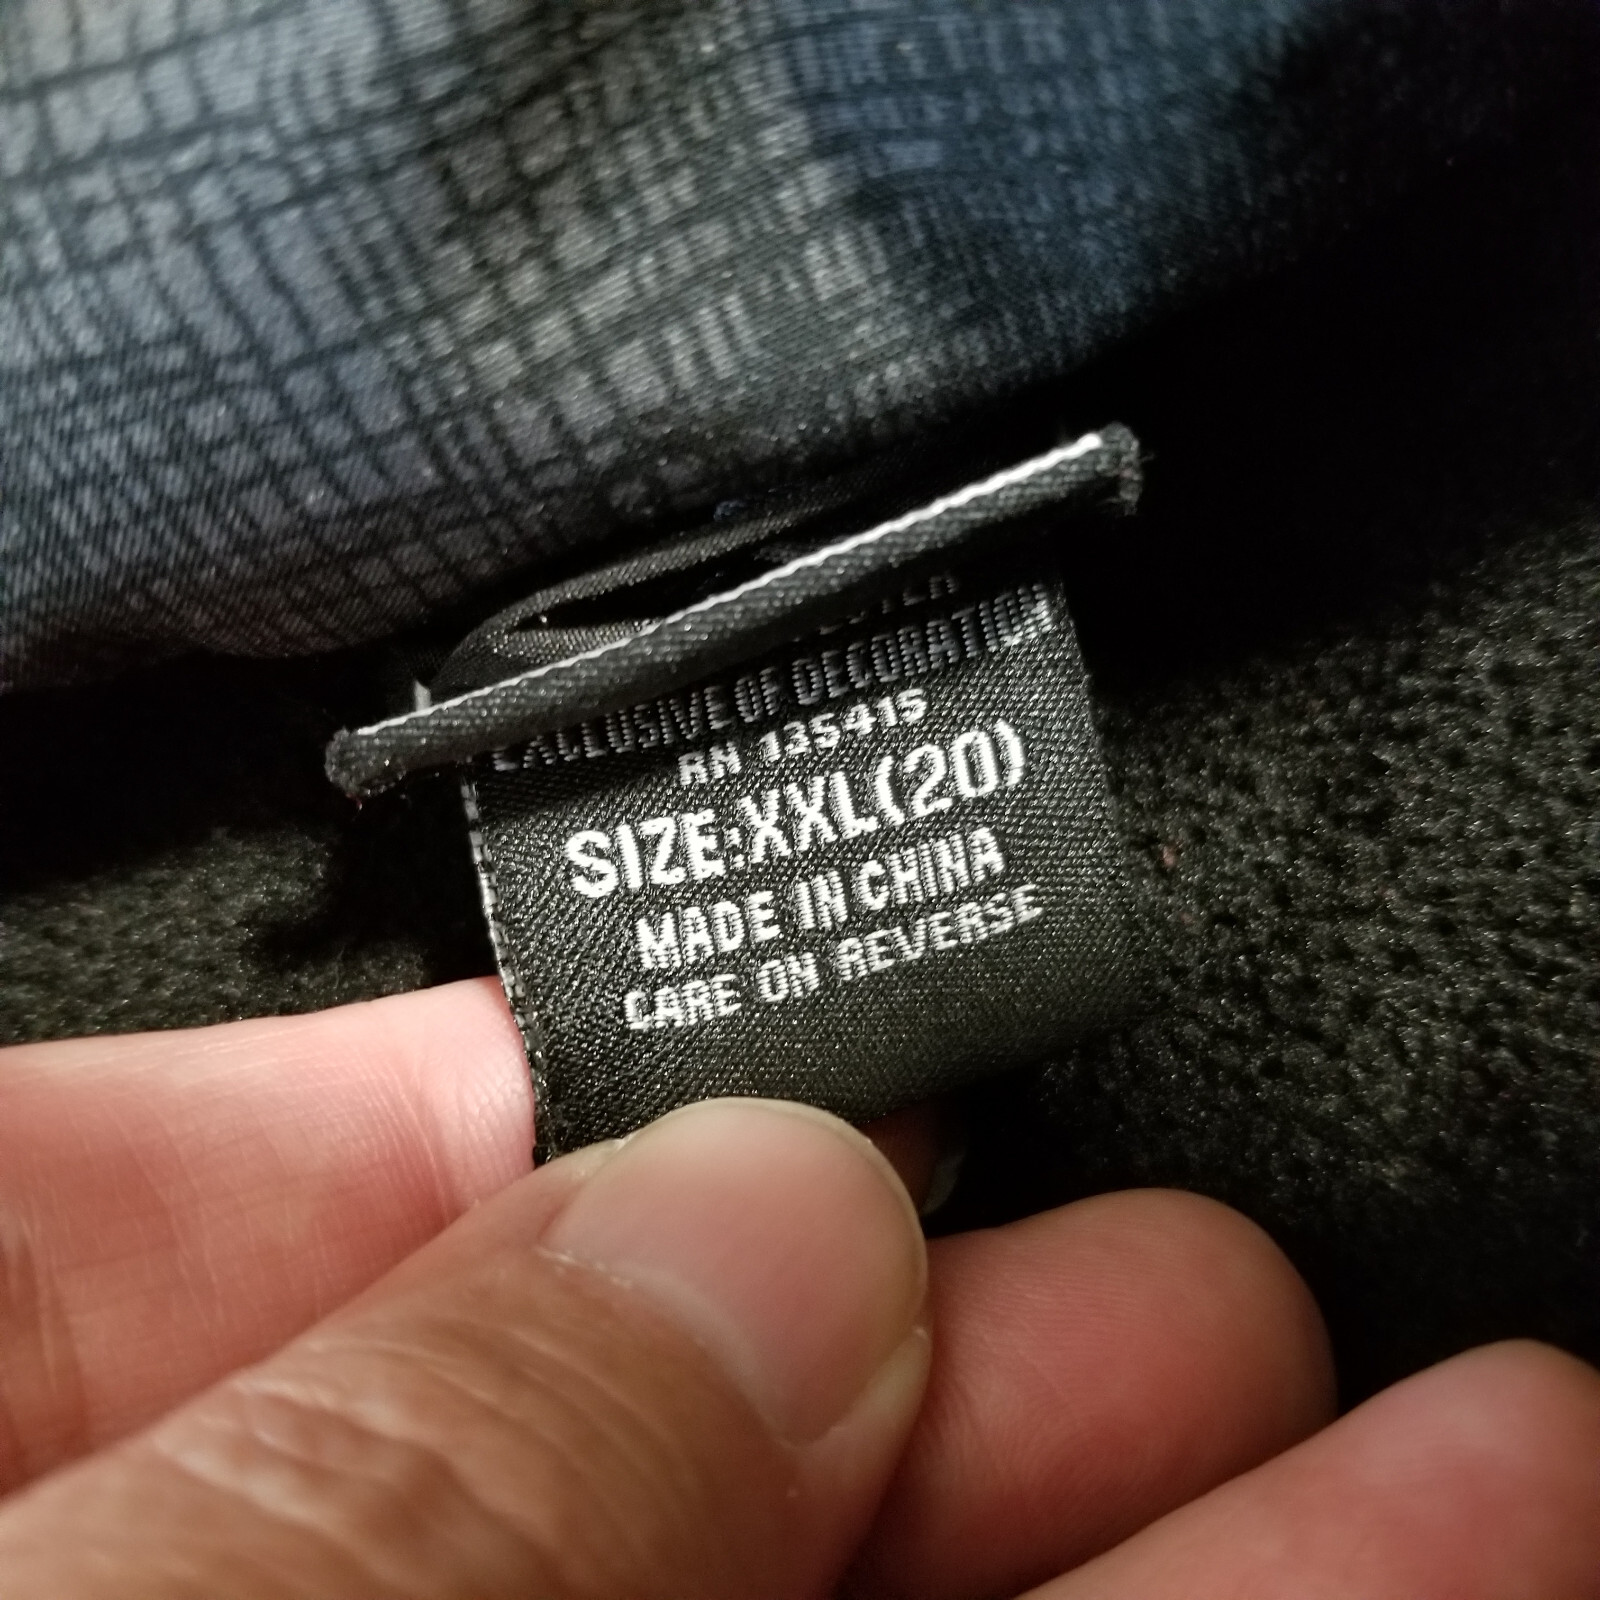 EXCLUSIVE OF DECORATION
RN 135415
SIZE:XXL(20)
MADE IN CHINA
CARE ON REVERSE